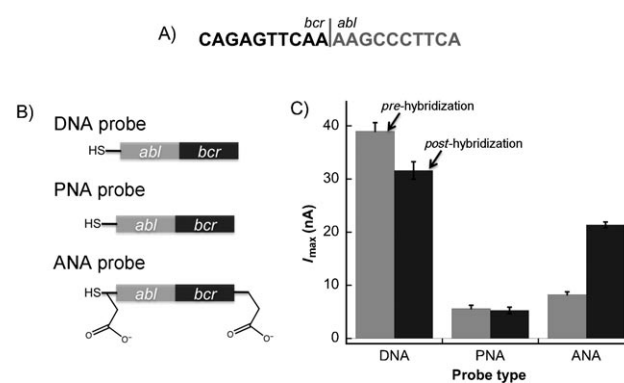 A)
bcr abl
CAGAGTTCAA AAGCCCTTCA
B)
DNA probe
HS abl bcr
PNA probe
HS abl bcr
ANA probe
HS abl bcr
O O⁻ O O⁻
C)
pre-hybridization
post-hybridization
Imax (nA)
40
30
20
10
0
DNA PNA ANA
Probe type